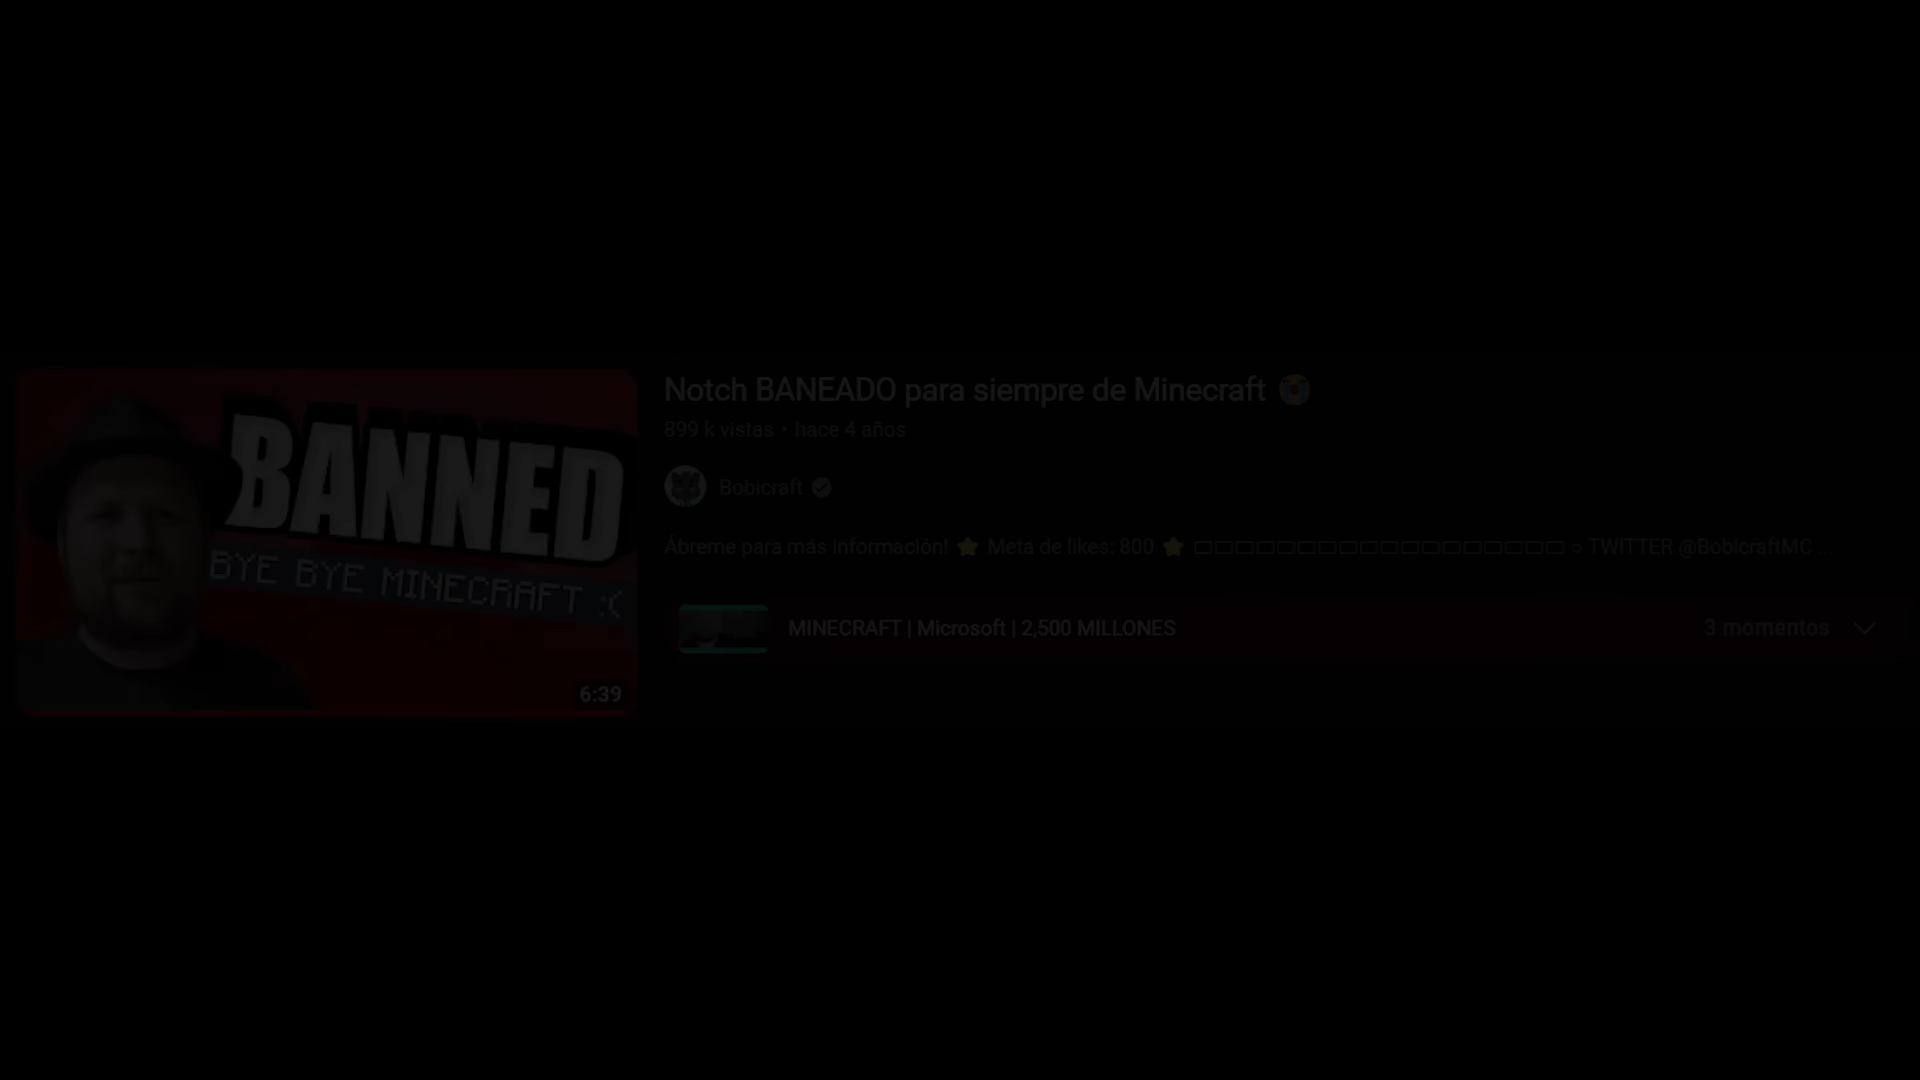 BANNED
BYE BYE MINECRAFT :(
6:39
Notch BANEADO para siempre de Minecraft 😭
899 k vistas • hace 4 años
Bobicraft
Ábreme para más información! ⭐ Meta de likes: 800 ⭐ □□□□□□□□□□□□□□□□□□ ○ TWITTER @BobicraftMC ...
MINECRAFT | Microsoft | 2,500 MILLONES
3 momentos